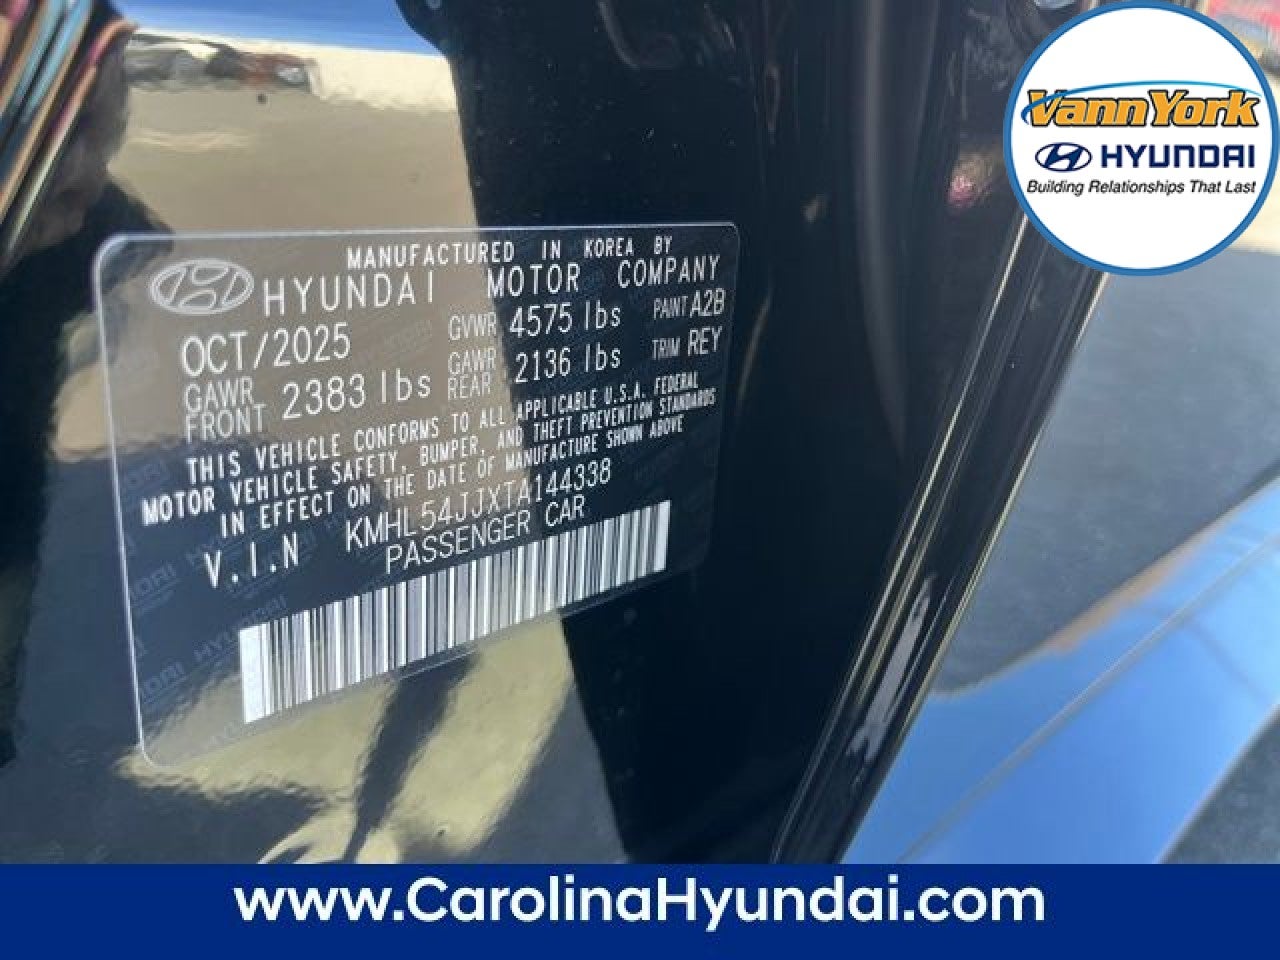 VannYork
HYUNDAI
Building Relationships That Last
MANUFACTURED IN KOREA BY
HYUNDAI MOTOR COMPANY
OCT/2025 GVWR 4575 lbs PAINT A2B
GAWR FRONT 2383 lbs GAWR REAR 2136 lbs TRIM REY
THIS VEHICLE CONFORMS TO ALL APPLICABLE U.S.A. FEDERAL
MOTOR VEHICLE SAFETY, BUMPER, AND THEFT PREVENTION STANDARDS
IN EFFECT ON THE DATE OF MANUFACTURE SHOWN ABOVE
V.I.N KMHL54JJXTA144338
PASSENGER CAR
www.CarolinaHyundai.com